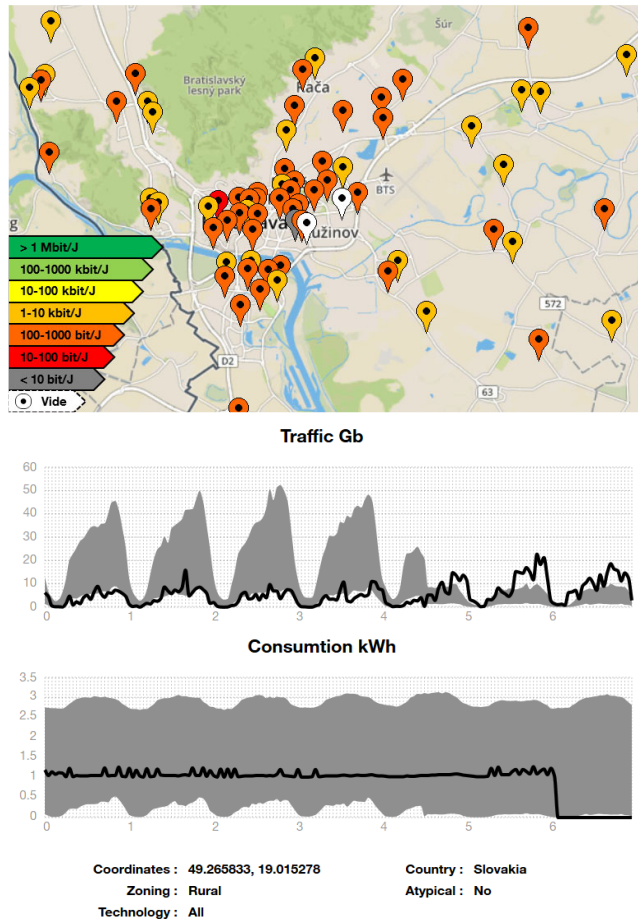 Šúr
Bratislavský
lesný park
Rača
BTS
ava
užinov
> 1 Mbit/J
100-1000 kbit/J
10-100 kbit/J
1-10 kbit/J
100-1000 bit/J
10-100 bit/J
< 10 bit/J
Vide
572
D2
63
Traffic Gb
60
50
40
30
20
10
0
0 1 2 3 4 5 6
Consumtion kWh
3.5
3
2.5
2
1.5
1
0.5
0
0 1 2 3 4 5 6
Coordinates : 49.265833, 19.015278 Country : Slovakia
Zoning : Rural Atypical : No
Technology : All